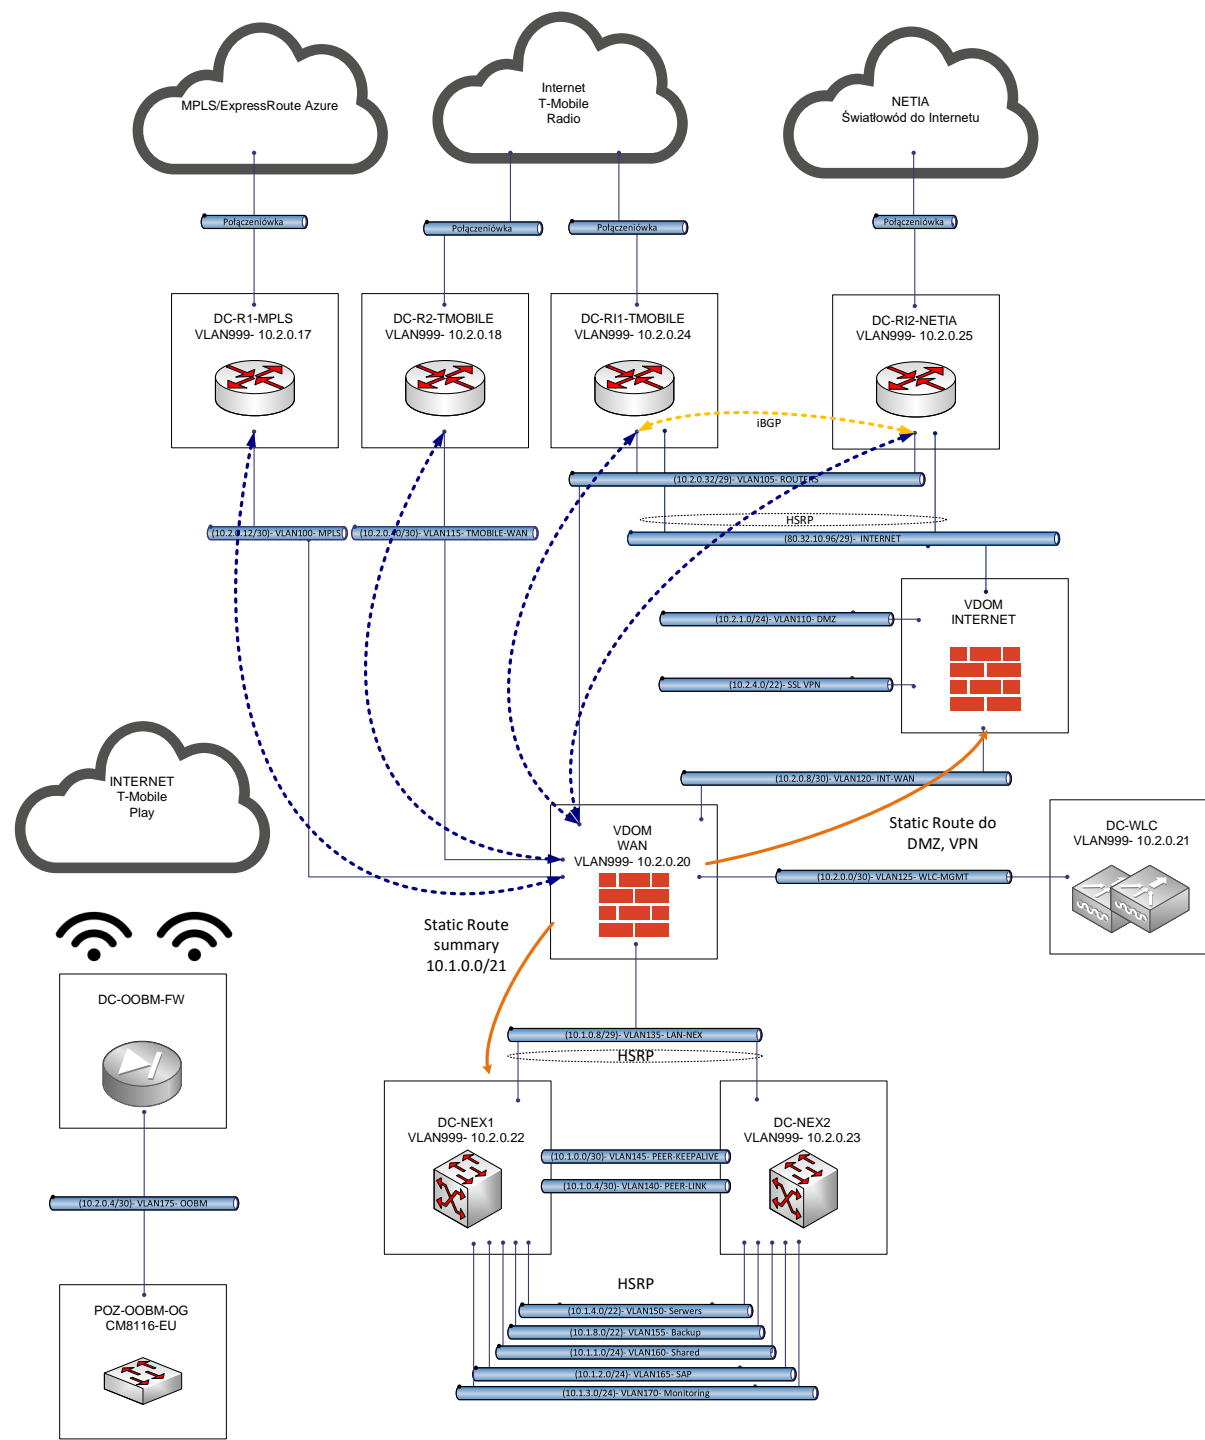 MPLS/ExpressRoute Azure
Internet
T-Mobile
Radio
NETIA
Światłowód do Internetu
Połączeniówka
Połączeniówka
Połączeniówka
Połączeniówka
DC-R1-MPLS
VLAN999- 10.2.0.17
DC-R2-TMOBILE
VLAN999- 10.2.0.18
DC-RI1-TMOBILE
VLAN999- 10.2.0.24
DC-RI2-NETIA
VLAN999- 10.2.0.25
iBGP
(10.2.0.32/29)- VLAN105- ROUTERS
HSRP
(10.2.0.12/30)- VLAN100- MPLS
(10.2.0.40/30)- VLAN115- TMOBILE-WAN
(80.32.10.96/29)- INTERNET
VDOM
INTERNET
(10.2.1.0/24)- VLAN110- DMZ
(10.2.4.0/22)- SSL VPN
INTERNET
T-Mobile
Play
(10.2.0.8/30)- VLAN120- INT-WAN
VDOM
WAN
VLAN999- 10.2.0.20
Static Route do
DMZ, VPN
DC-WLC
VLAN999- 10.2.0.21
(10.2.0.0/30)- VLAN125- WLC-MGMT
Static Route
summary
10.1.0.0/21
DC-OOBM-FW
(10.1.0.8/29)- VLAN135- LAN-NEX
HSRP
DC-NEX1
VLAN999- 10.2.0.22
DC-NEX2
VLAN999- 10.2.0.23
(10.1.0.0/30)- VLAN145- PEER-KEEPALIVE
(10.1.0.4/30)- VLAN140- PEER-LINK
(10.2.0.4/30)- VLAN175- OOBM
HSRP
POZ-OOBM-OG
CM8116-EU
(10.1.4.0/22)- VLAN150- Serwers
(10.1.8.0/22)- VLAN155- Backup
(10.1.1.0/24)- VLAN160- Shared
(10.1.2.0/24)- VLAN165- SAP
(10.1.3.0/24)- VLAN170- Monitoring